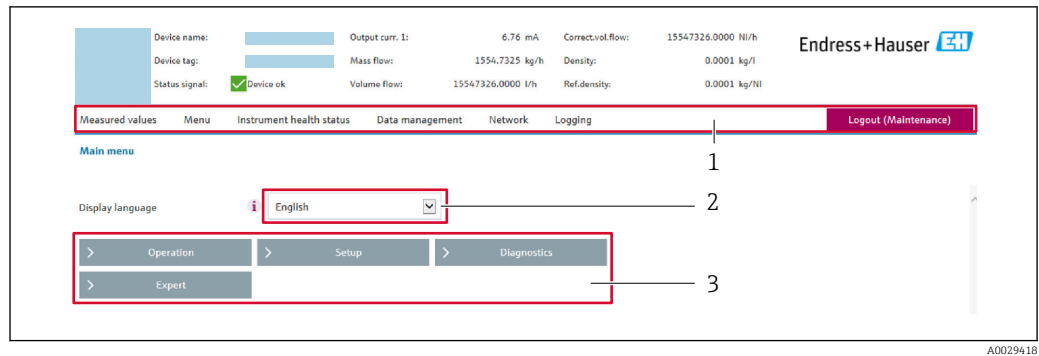 Device name: Output curr. 1: 6.76 mA Correct.vol.flow: 15547326.0000 Nl/h
Endress+Hauser EH
Device tag: Mass flow: 1554.7325 kg/h Density: 0.0001 kg/l
Status signal: Device ok Volume flow: 15547326.0000 l/h Ref.density: 0.0001 kg/Nl
Measured values Menu Instrument health status Data management Network Logging Logout (Maintenance)
1
Main menu
Display language i English 2
> Operation > Setup > Diagnostics
> Expert 3
A0029418